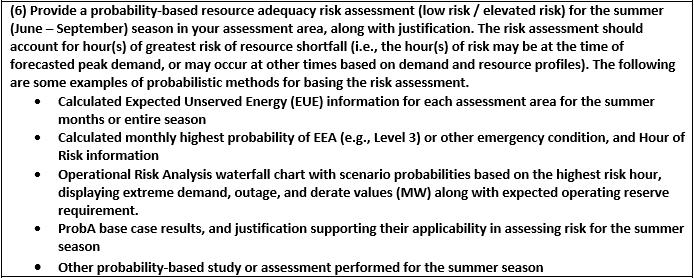 (6) Provide a probability-based resource adequacy risk assessment (low risk / elevated risk) for the summer
(June – September) season in your assessment area, along with justification. The risk assessment should
account for hour(s) of greatest risk of resource shortfall (i.e., the hour(s) of risk may be at the time of
forecasted peak demand, or may occur at other times based on demand and resource profiles). The following
are some examples of probabilistic methods for basing the risk assessment.
• Calculated Expected Unserved Energy (EUE) information for each assessment area for the summer
months or entire season
• Calculated monthly highest probability of EEA (e.g., Level 3) or other emergency condition, and Hour of
Risk information
• Operational Risk Analysis waterfall chart with scenario probabilities based on the highest risk hour,
displaying extreme demand, outage, and derate values (MW) along with expected operating reserve
requirement.
• ProbA base case results, and justification supporting their applicability in assessing risk for the summer
season
• Other probability-based study or assessment performed for the summer season